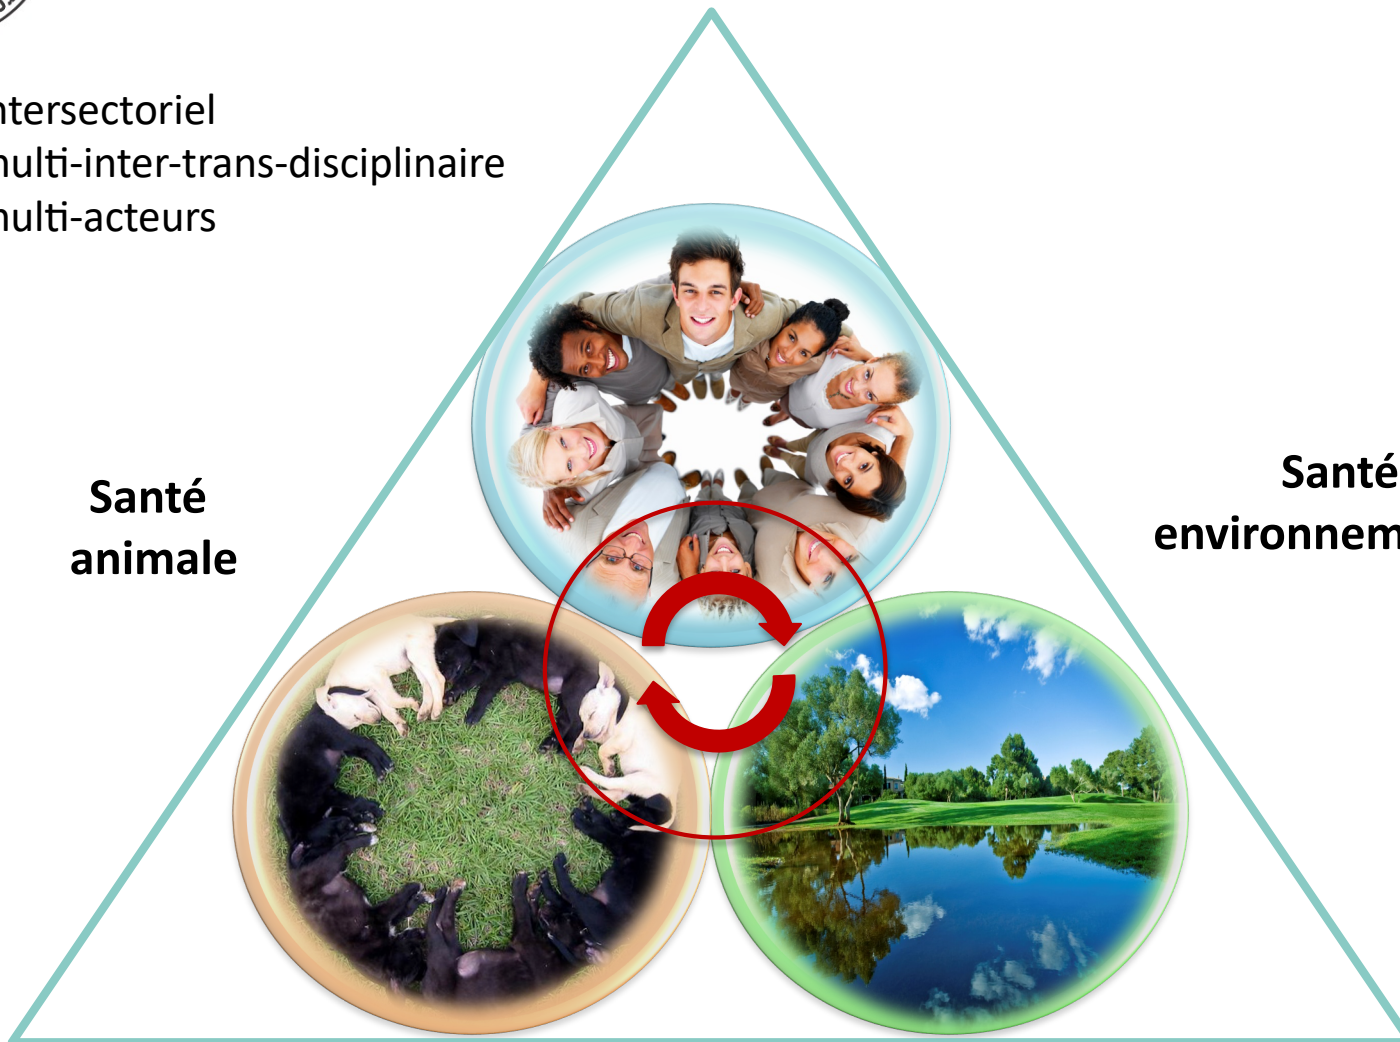 ntersectoriel
nulti-inter-trans-disciplinaire
nulti-acteurs
Santé
animale
Santé
environnem